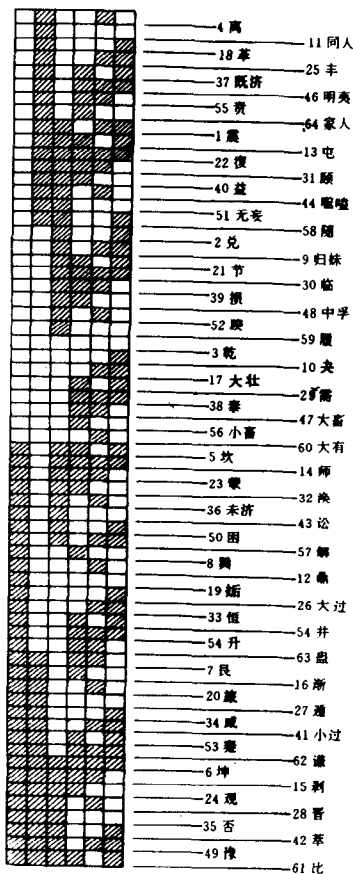 4 离
11 同人
18 革
25 丰
37 既济
46 明夷
55 贲
64 家人
1 震
13 屯
22 復
31 颐
40 益
44 噬嗑
51 无妄
58 随
2 兑
9 归妹
21 节
30 临
39 损
48 中孚
52 睽
59 履
3 乾
10 夬
17 大壮
29 需
38 泰
47 大畜
56 小畜
60 大有
5 坎
14 师
23 蒙
32 涣
36 未济
43 讼
50 困
57 解
8 巽
12 鼎
19 姤
26 大过
33 恒
54 井
54 升
63 蛊
7 艮
16 渐
20 旅
27 遁
34 咸
41 小过
53 蹇
62 谦
6 坤
15 剥
24 观
28 晋
35 否
42 萃
49 豫
61 比